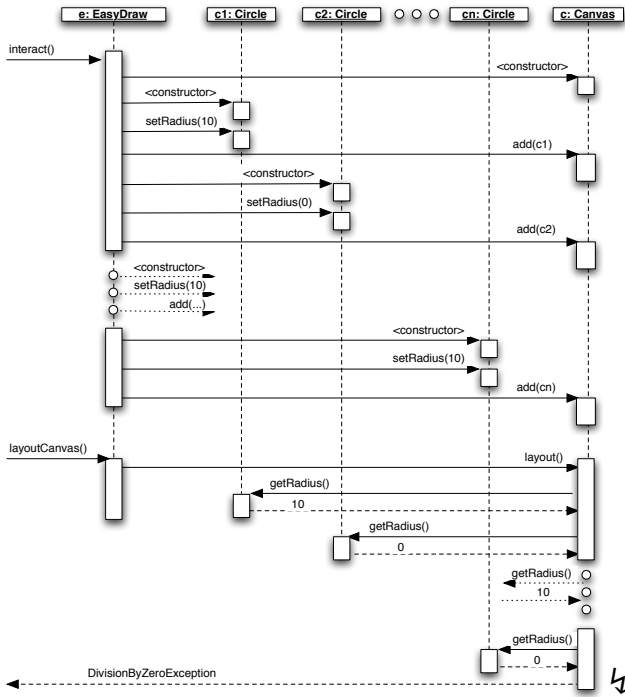 e: EasyDraw c1: Circle c2: Circle cn: Circle c: Canvas
interact()
<constructor>
<constructor>
setRadius(10)
add(c1)
<constructor>
setRadius(0)
add(c2)
<constructor>
setRadius(10)
add(...)
<constructor>
setRadius(10)
add(cn)
layoutCanvas()
layout()
getRadius()
10
getRadius()
0
getRadius()
10
getRadius()
0
DivisionByZeroException